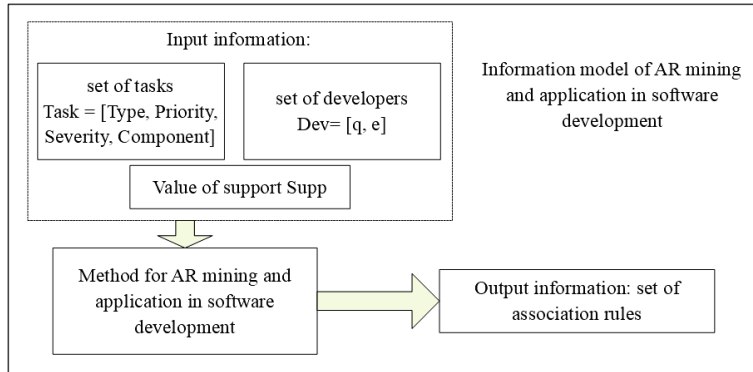 Input information:
set of tasks
Task = [Type, Priority,
Severity, Component]
set of developers
Dev= [q, e]
Value of support Supp
Information model of AR mining
and application in software
development
Method for AR mining and
application in software
development
Output information: set of
association rules